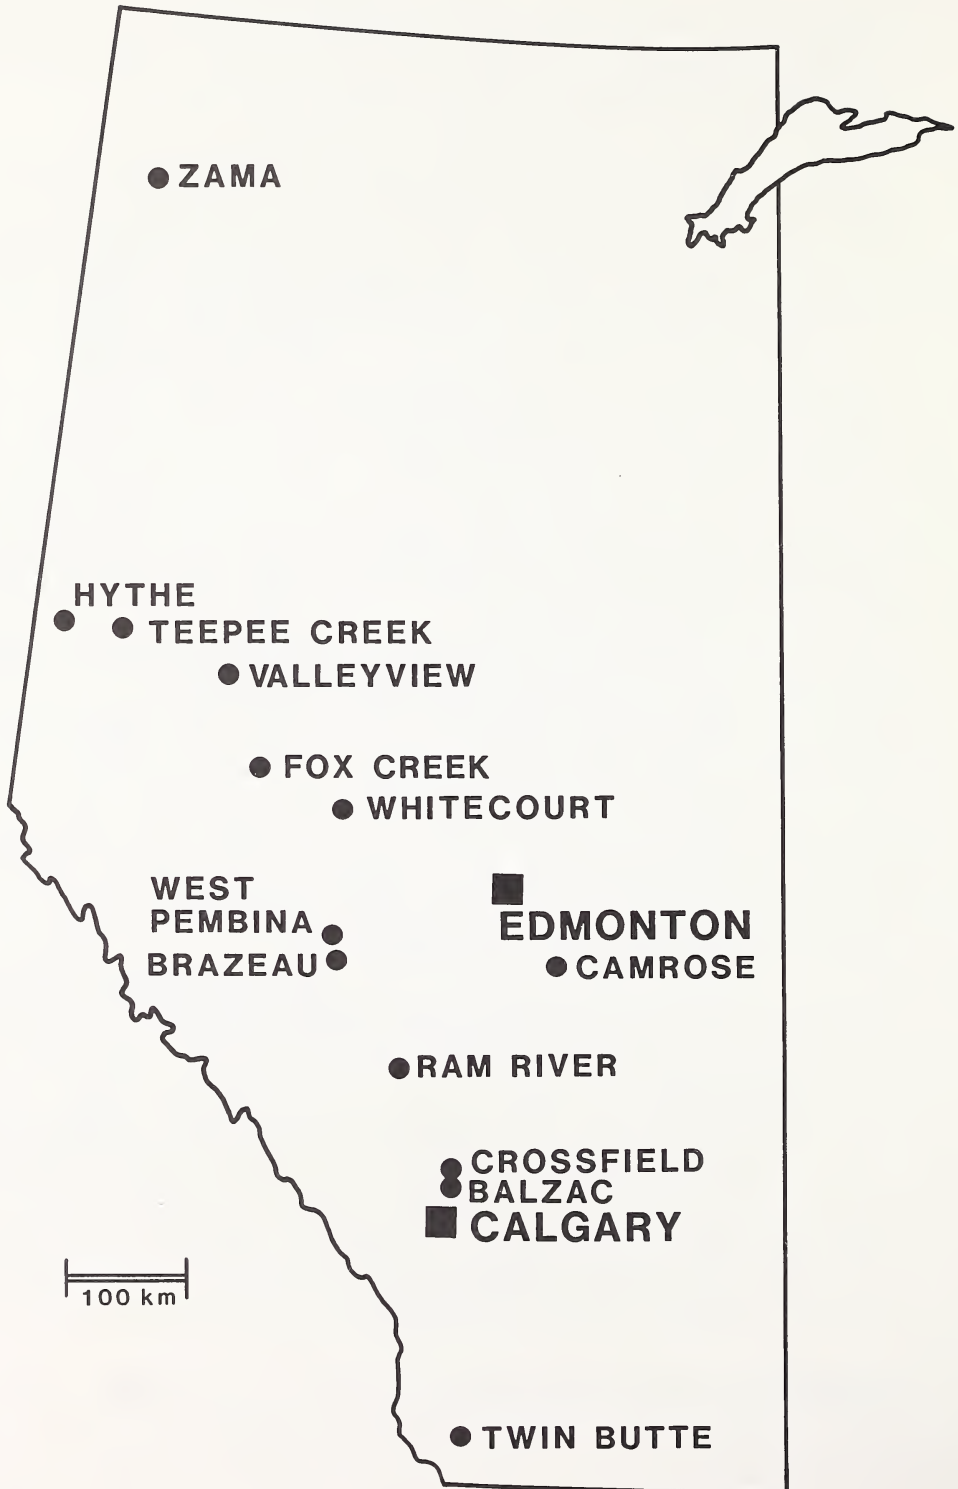 ZAMA
HYTHE
TEEPEE CREEK
VALLEYVIEW
FOX CREEK
WHITECOURT
WEST
PEMBINA
EDMONTON
BRAZEAU
CAMROSE
RAM RIVER
CROSSFIELD
BALZAC
CALGARY
100 km
TWIN BUTTE